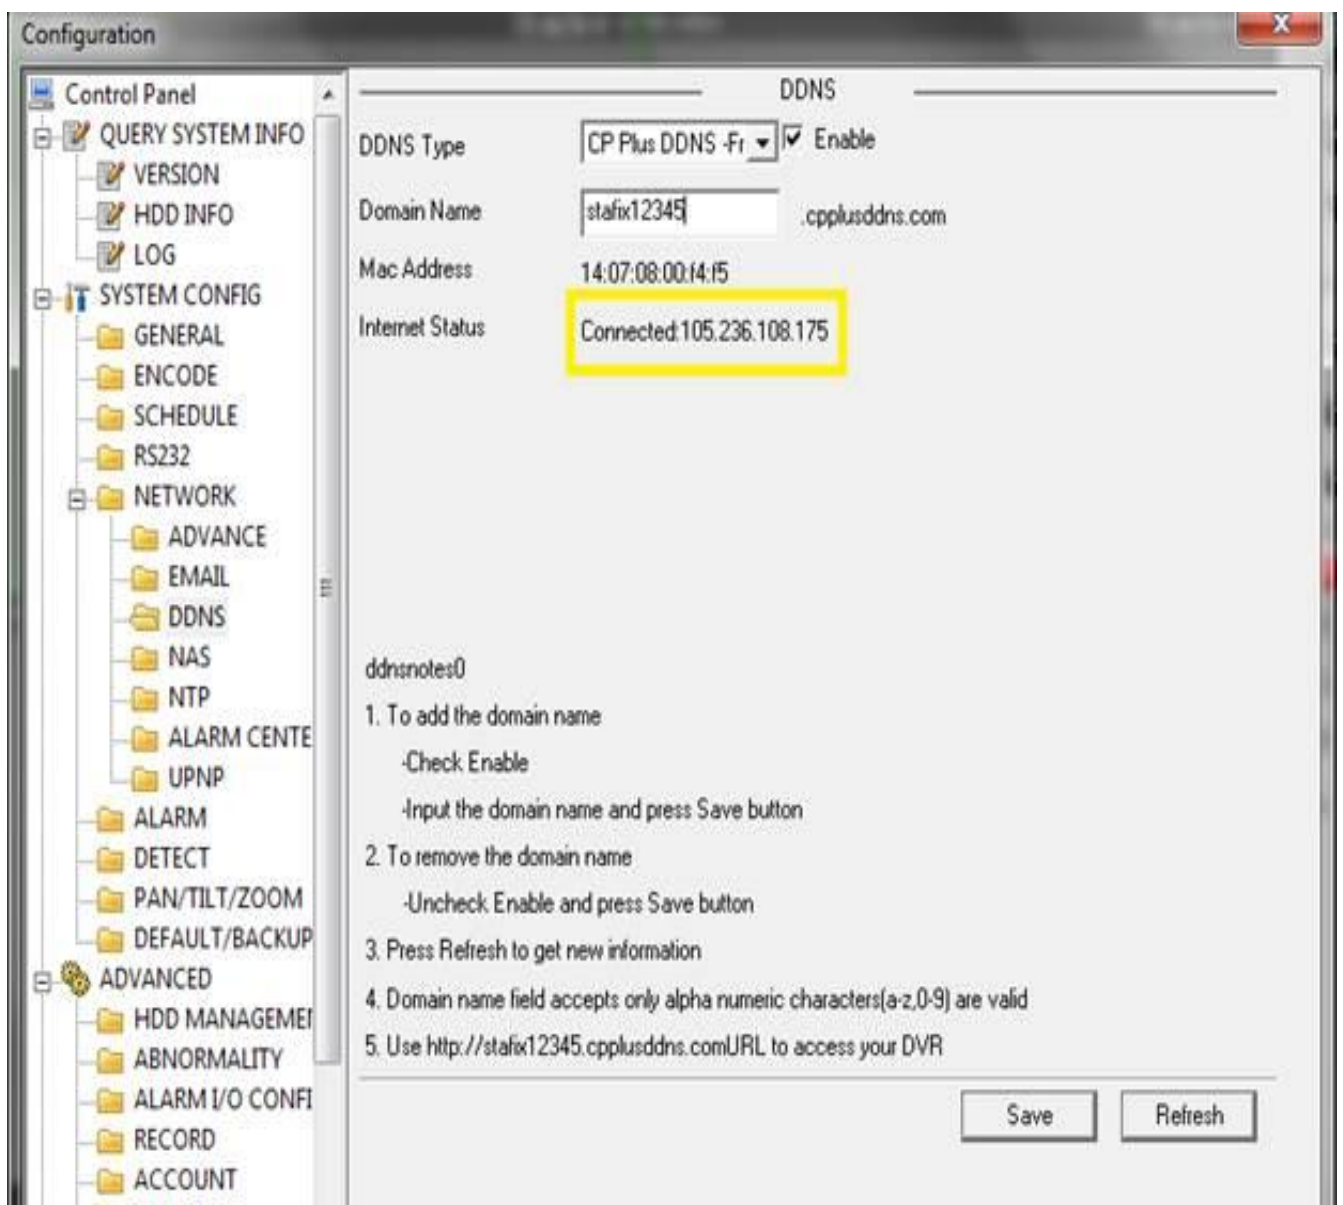 Configuration
Control Panel
QUERY SYSTEM INFO
VERSION
HDD INFO
LOG
SYSTEM CONFIG
GENERAL
ENCODE
SCHEDULE
RS232
NETWORK
ADVANCE
EMAIL
DDNS
NAS
NTP
ALARM CENTE
UPNP
ALARM
DETECT
PAN/TILT/ZOOM
DEFAULT/BACKUP
ADVANCED
HDD MANAGEME
ABNORMALITY
ALARM I/O CONFI
RECORD
ACCOUNT
DDNS
DDNS Type CP Plus DDNS -Fr Enable
Domain Name stafix12345 .cpplusddns.com
Mac Address 14:07:08:00:f4:f5
Internet Status Connected:105.236.108.175
ddnsnotes0
1. To add the domain name
-Check Enable
-Input the domain name and press Save button
2. To remove the domain name
-Uncheck Enable and press Save button
3. Press Refresh to get new information
4. Domain name field accepts only alpha numeric characters(a-z,0-9) are valid
5. Use http://stafix12345.cpplusddns.comURL to access your DVR
Save Refresh